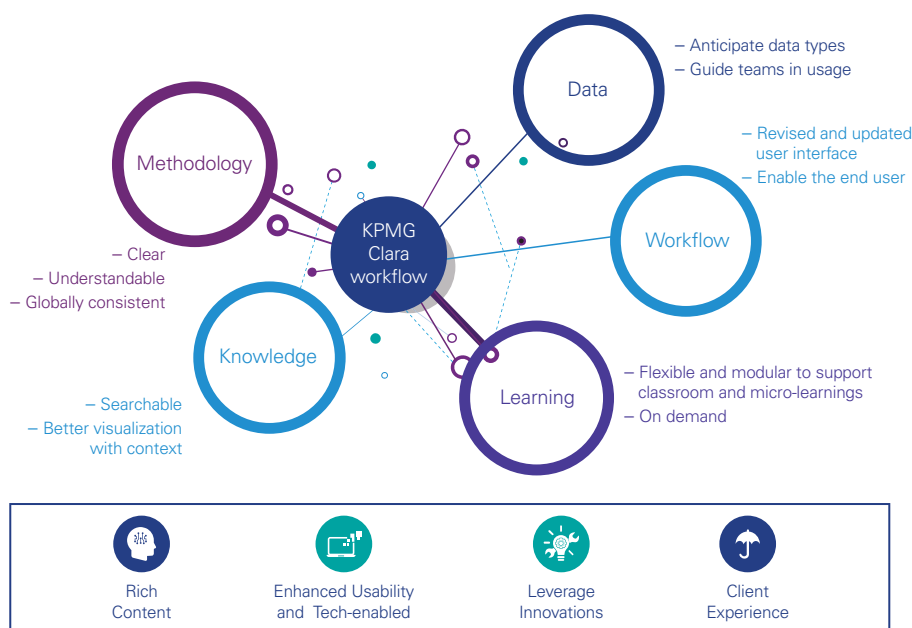 Data
– Anticipate data types
– Guide teams in usage
Methodology
– Clear
– Understandable
– Globally consistent
KPMG
Clara
workflow
Workflow
– Revised and updated
user interface
– Enable the end user
Knowledge
– Searchable
– Better visualization
with context
Learning
– Flexible and modular to support
classroom and micro-learnings
– On demand
Rich
Content
Enhanced Usability
and Tech-enabled
Leverage
Innovations
Client
Experience